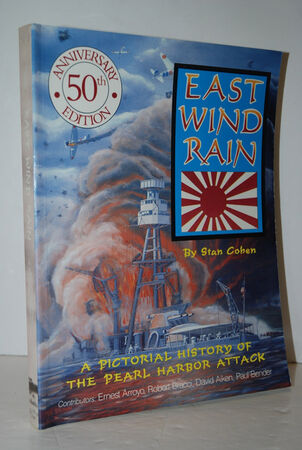 ANNIVERSARY
50th
EDITION
EAST
WIND
RAIN
By Stan Cohen
A PICTORIAL HISTORY OF
THE PEARL HARBOR ATTACK
Contributors: Ernest Arroyo, Robert Bracci, David Aiken, Paul Bender